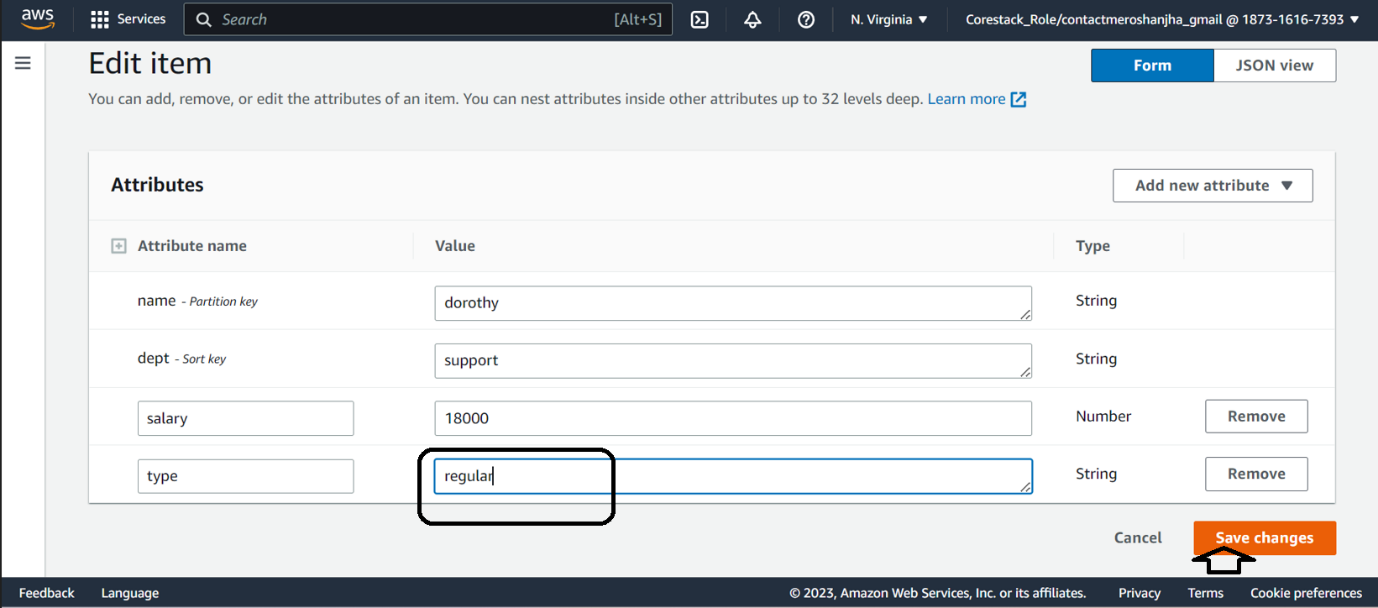 aws Services Search [Alt+S] N. Virginia Corestack_Role/contactmeroshanjha_gmail @ 1873-1616-7393
Edit item
Form JSON view
You can add, remove, or edit the attributes of an item. You can nest attributes inside other attributes up to 32 levels deep. Learn more
Attributes
Add new attribute
Attribute name Value Type
name - Partition key dorothy String
dept - Sort key support String
salary 18000 Number Remove
type regular String Remove
Cancel Save changes
Feedback Language © 2023, Amazon Web Services, Inc. or its affiliates. Privacy Terms Cookie preferences